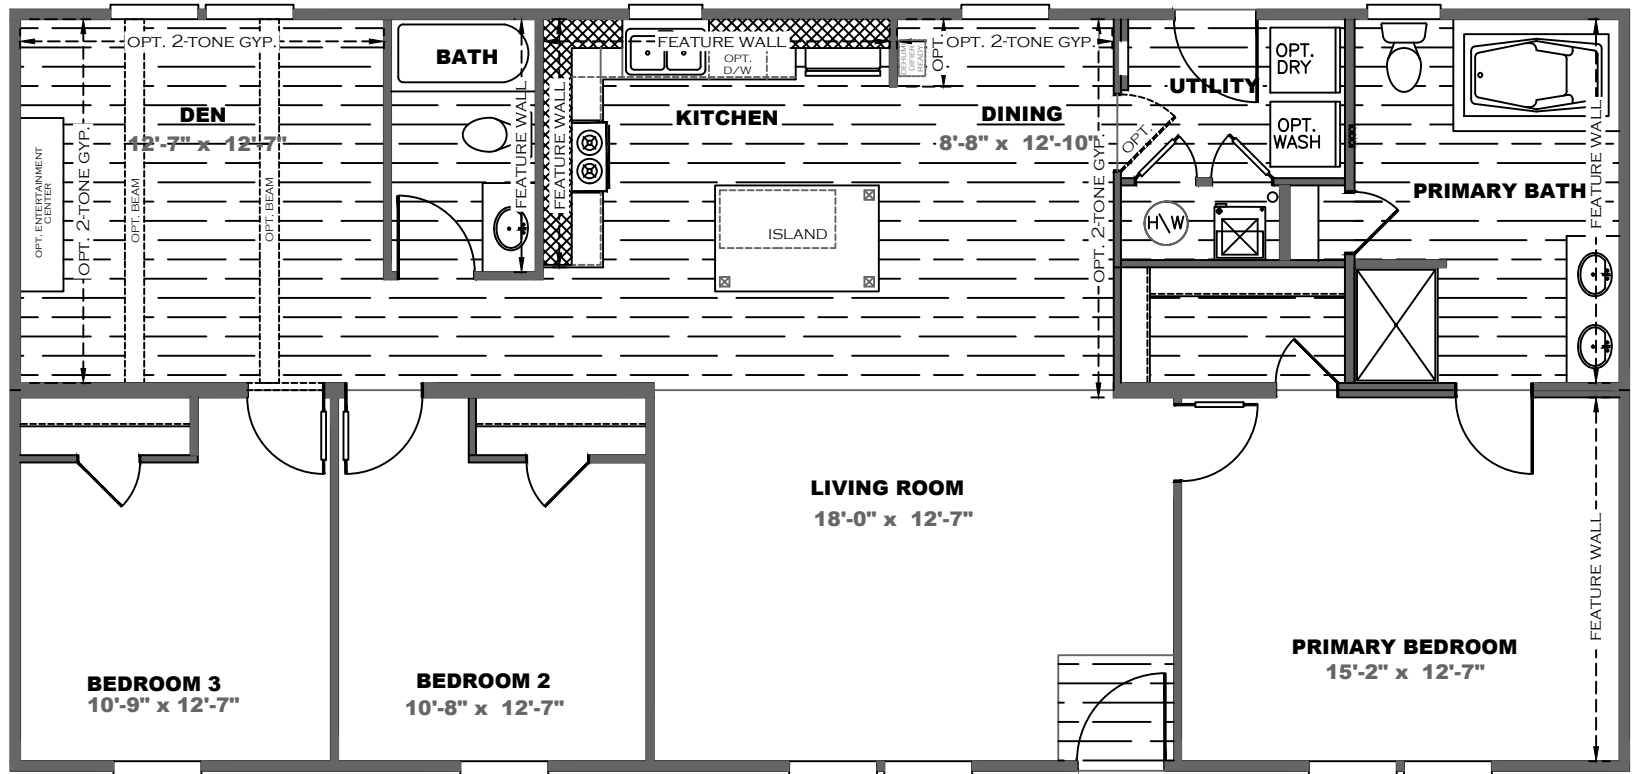 OPT. 2-TONE GYP.
DEN
12'-7" x 12'-7"
OPT. 2-TONE GYP.
OPT. ENTERTAINMENT
CENTER
OPT. BEAM
OPT. BEAM
BATH
FEATURE WALL
FEATURE WALL
FEATURE WALL
OPT.
D/W
KITCHEN
ISLAND
DEHUMI
DIFIER
READY
OPT.
OPT. 2-TONE GYP.
DINING
8'-8" x 12'-10"
OPT. 2-TONE GYP.
UTILITY
OPT.
DRY
OPT.
WASH
OPT.
H\W
PRIMARY BATH
FEATURE WALL
LIVING ROOM
18'-0" x 12'-7"
FEATURE WALL
PRIMARY BEDROOM
15'-2" x 12'-7"
BEDROOM 3
10'-9" x 12'-7"
BEDROOM 2
10'-8" x 12'-7"